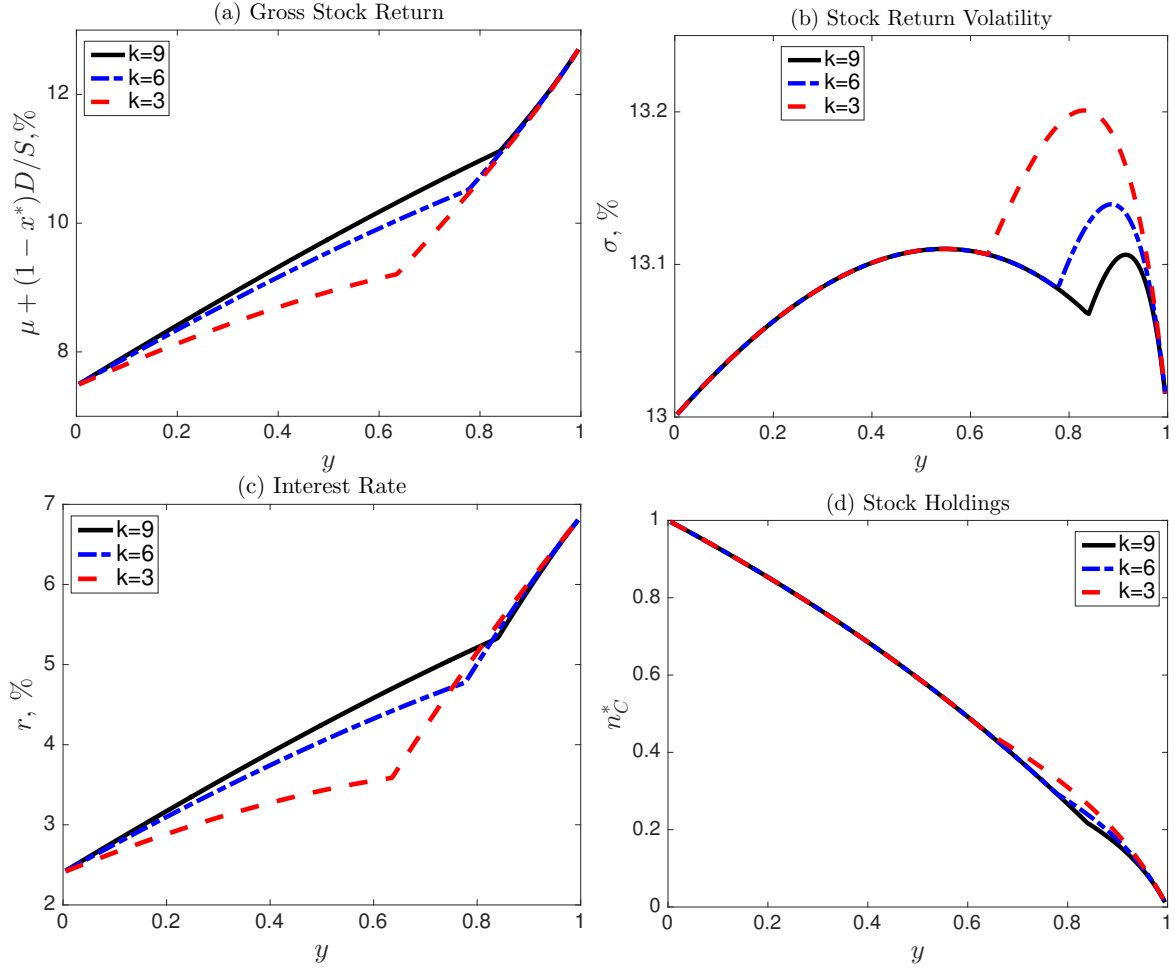 (a) Gross Stock Return
k=9
k=6
k=3
μ + (1 − x*)D/S,%
12
10
8
0
0.2
0.4
0.6
0.8
1
y
(b) Stock Return Volatility
k=9
k=6
k=3
σ, %
13.2
13.1
13
0
0.2
0.4
0.6
0.8
1
y
(c) Interest Rate
k=9
k=6
k=3
r, %
7
6
5
4
3
2
0
0.2
0.4
0.6
0.8
1
y
(d) Stock Holdings
k=9
k=6
k=3
n*C
1
0.8
0.6
0.4
0.2
0
0
0.2
0.4
0.6
0.8
1
y